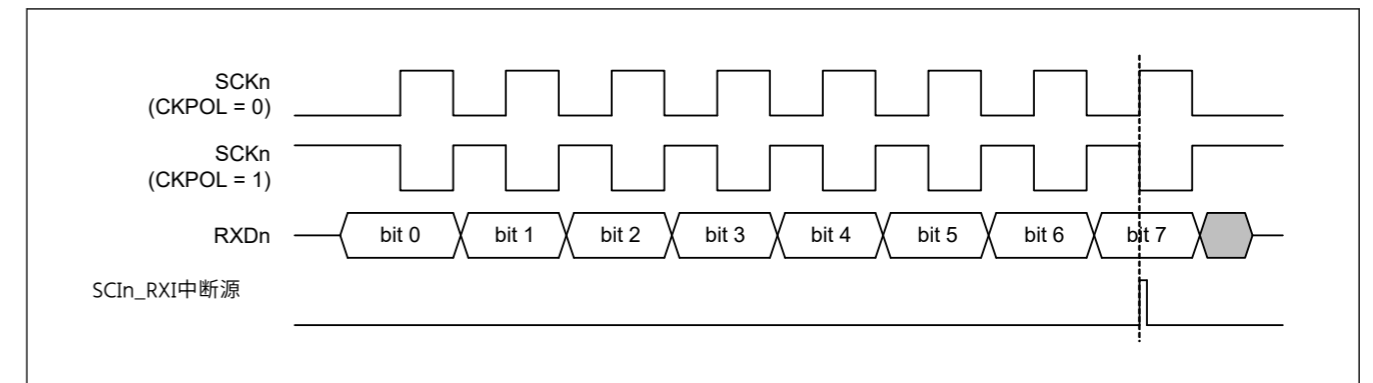 SCKn
(CKPOL = 0)
SCKn
(CKPOL = 1)
RXDn
bit 0 bit 1 bit 2 bit 3 bit 4 bit 5 bit 6 bit 7
SCIn_RXI中断源